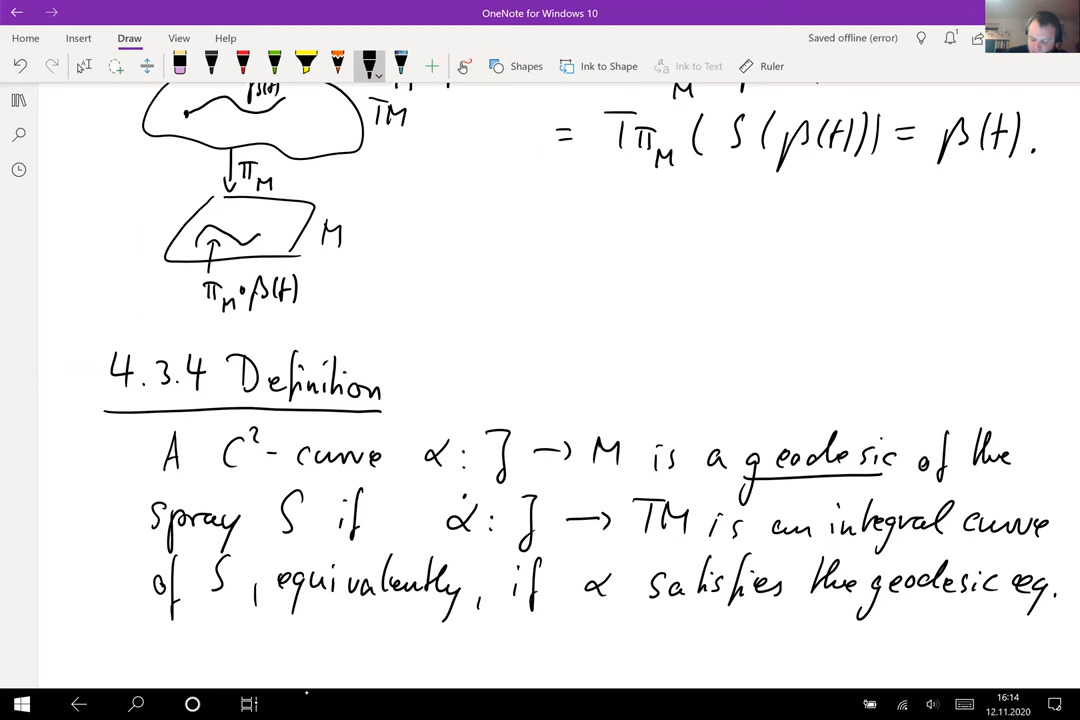 OneNote for Windows 10
Home Insert Draw View Help
Saved offline (error)
Shapes Ink to Shape Ink to Text Ruler
β(t)
TM
M
= Tπ_M (S(β(t))) = β(t).
π_M
M
π_M∘β(t)
4.3.4 Definition
A C²-curve α: J → M is a geodesic of the
spray S if α̇: J → TM is an integral curve
of S, equivalently, if α satisfies the geodesic eq.
16:14
12.11.2020